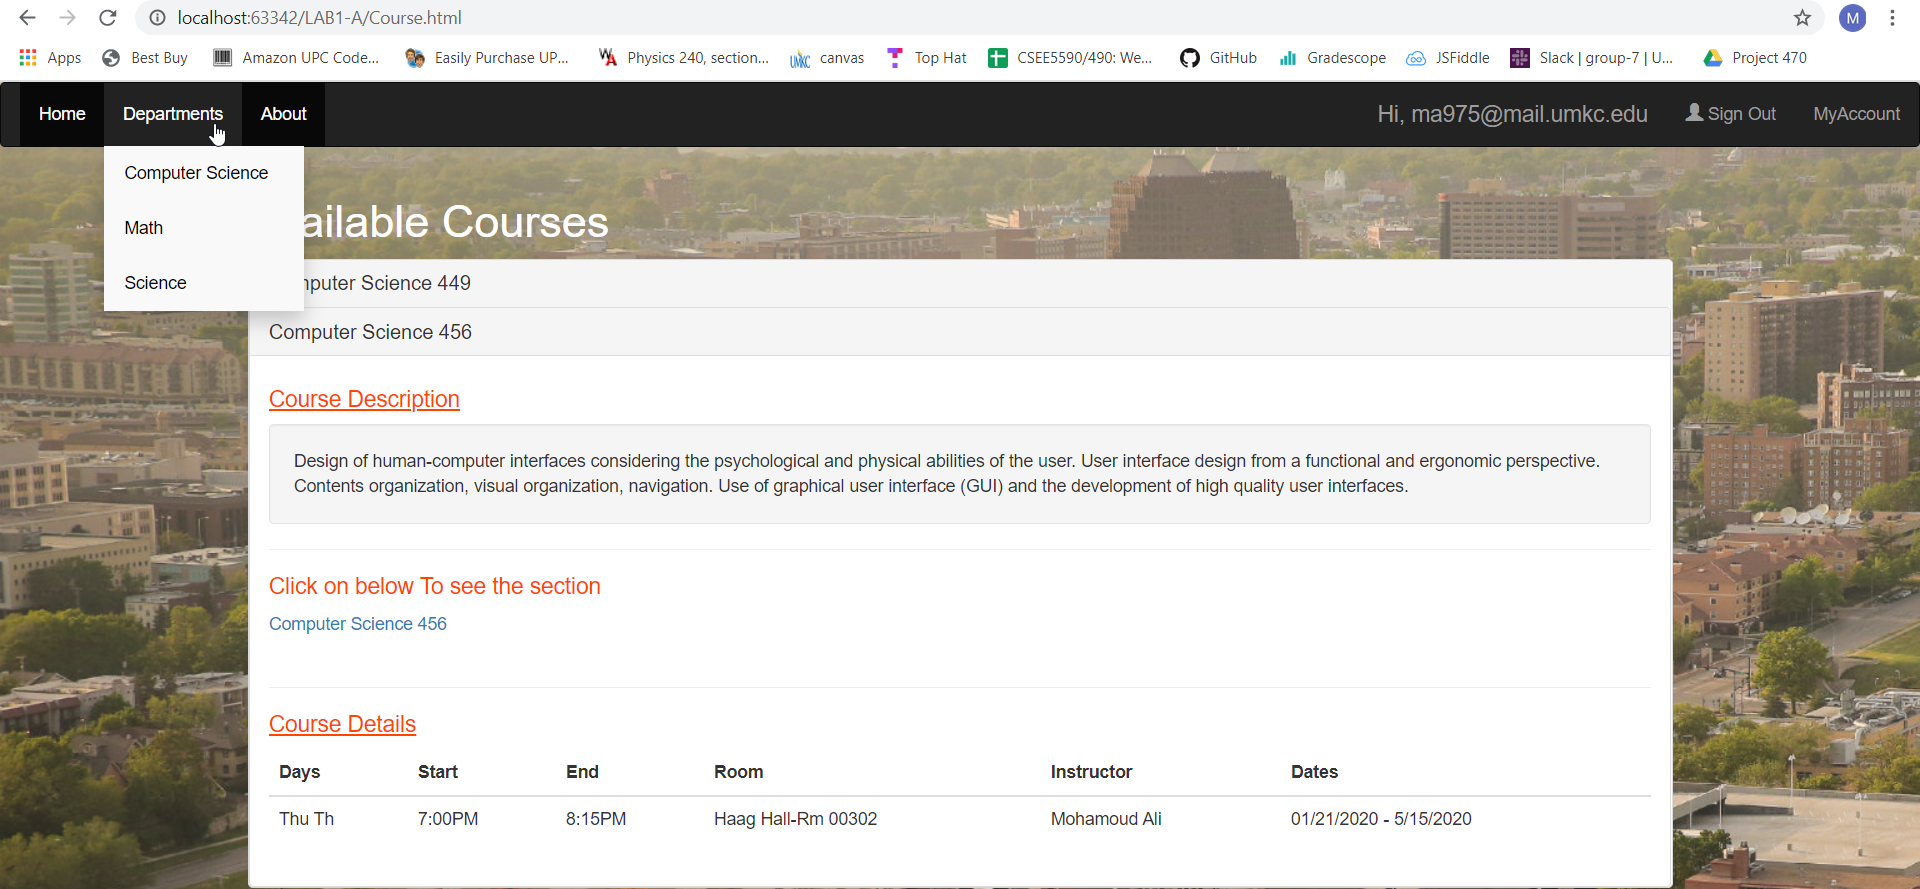 localhost:63342/LAB1-A/Course.html
M
Apps Best Buy Amazon UPC Code... Easily Purchase UP... Physics 240, section... canvas Top Hat CSEE5590/490: We... GitHub Gradescope JSFiddle Slack | group-7 | U... Project 470
Home Departments About Hi, ma975@mail.umkc.edu Sign Out MyAccount
Computer Science
Math
Science
ailable Courses
puter Science 449
Computer Science 456
Course Description
Design of human-computer interfaces considering the psychological and physical abilities of the user. User interface design from a functional and ergonomic perspective.
Contents organization, visual organization, navigation. Use of graphical user interface (GUI) and the development of high quality user interfaces.
Click on below To see the section
Computer Science 456
Course Details
Days Start End Room Instructor Dates
Thu Th 7:00PM 8:15PM Haag Hall-Rm 00302 Mohamoud Ali 01/21/2020 - 5/15/2020